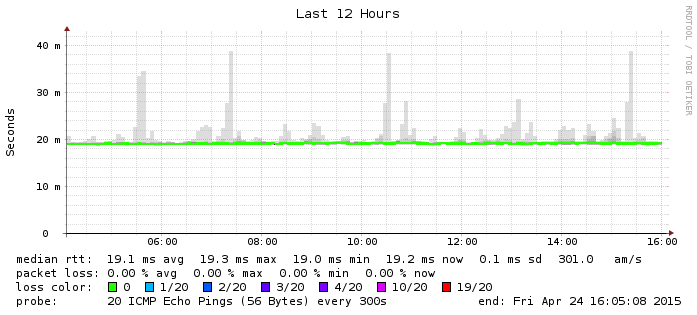 Last 12 Hours
RRDTOOL / TOBI OETIKER
Seconds
40 m
30 m
20 m
10 m
0
06:00 08:00 10:00 12:00 14:00 16:00
median rtt: 19.1 ms avg 19.3 ms max 19.0 ms min 19.2 ms now 0.1 ms sd 301.0 am/s
packet loss: 0.00 % avg 0.00 % max 0.00 % min 0.00 % now
loss color: 0 1/20 2/20 3/20 4/20 10/20 19/20
probe: 20 ICMP Echo Pings (56 Bytes) every 300s end: Fri Apr 24 16:05:08 2015